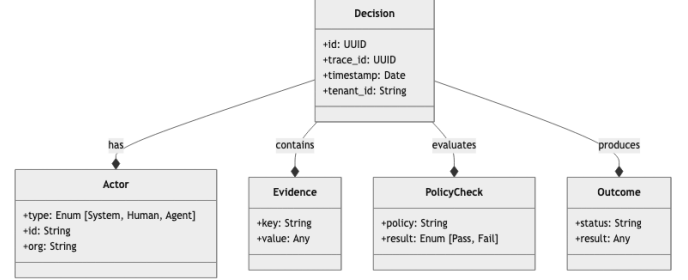 Decision
+id: UUID
+trace_id: UUID
+timestamp: Date
+tenant_id: String
has
contains
evaluates
produces
Actor
+type: Enum [System, Human, Agent]
+id: String
+org: String
Evidence
+key: String
+value: Any
PolicyCheck
+policy: String
+result: Enum [Pass, Fail]
Outcome
+status: String
+result: Any